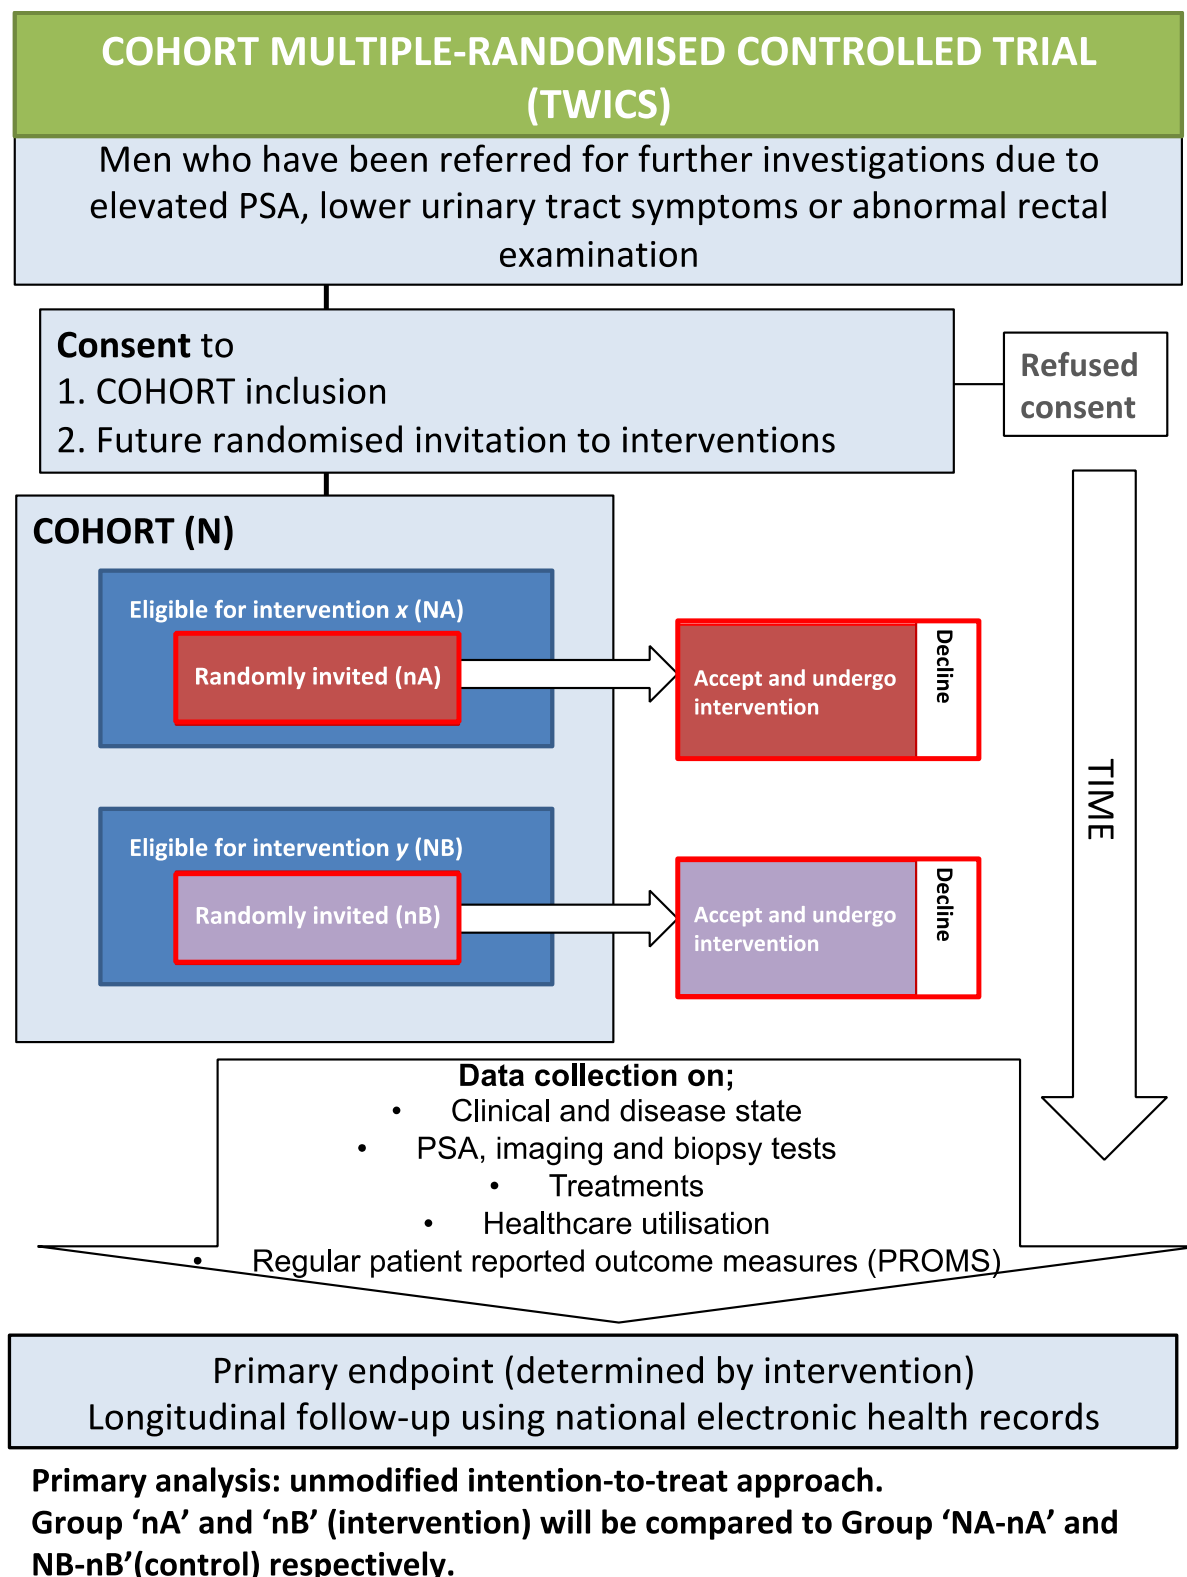 COHORT MULTIPLE-RANDOMISED CONTROLLED TRIAL
(TWICS)
Men who have been referred for further investigations due to
elevated PSA, lower urinary tract symptoms or abnormal rectal
examination
Consent to
1. COHORT inclusion
2. Future randomised invitation to interventions
Refused
consent
COHORT (N)
Eligible for intervention x (NA)
Randomly invited (nA)
Accept and undergo
intervention
Decline
Eligible for intervention y (NB)
Randomly invited (nB)
Accept and undergo
intervention
Decline
TIME
Data collection on;
• Clinical and disease state
• PSA, imaging and biopsy tests
• Treatments
• Healthcare utilisation
• Regular patient reported outcome measures (PROMS)
Primary endpoint (determined by intervention)
Longitudinal follow-up using national electronic health records
Primary analysis: unmodified intention-to-treat approach.
Group ‘nA’ and ‘nB’ (intervention) will be compared to Group ‘NA-nA’ and
NB-nB’(control) respectively.